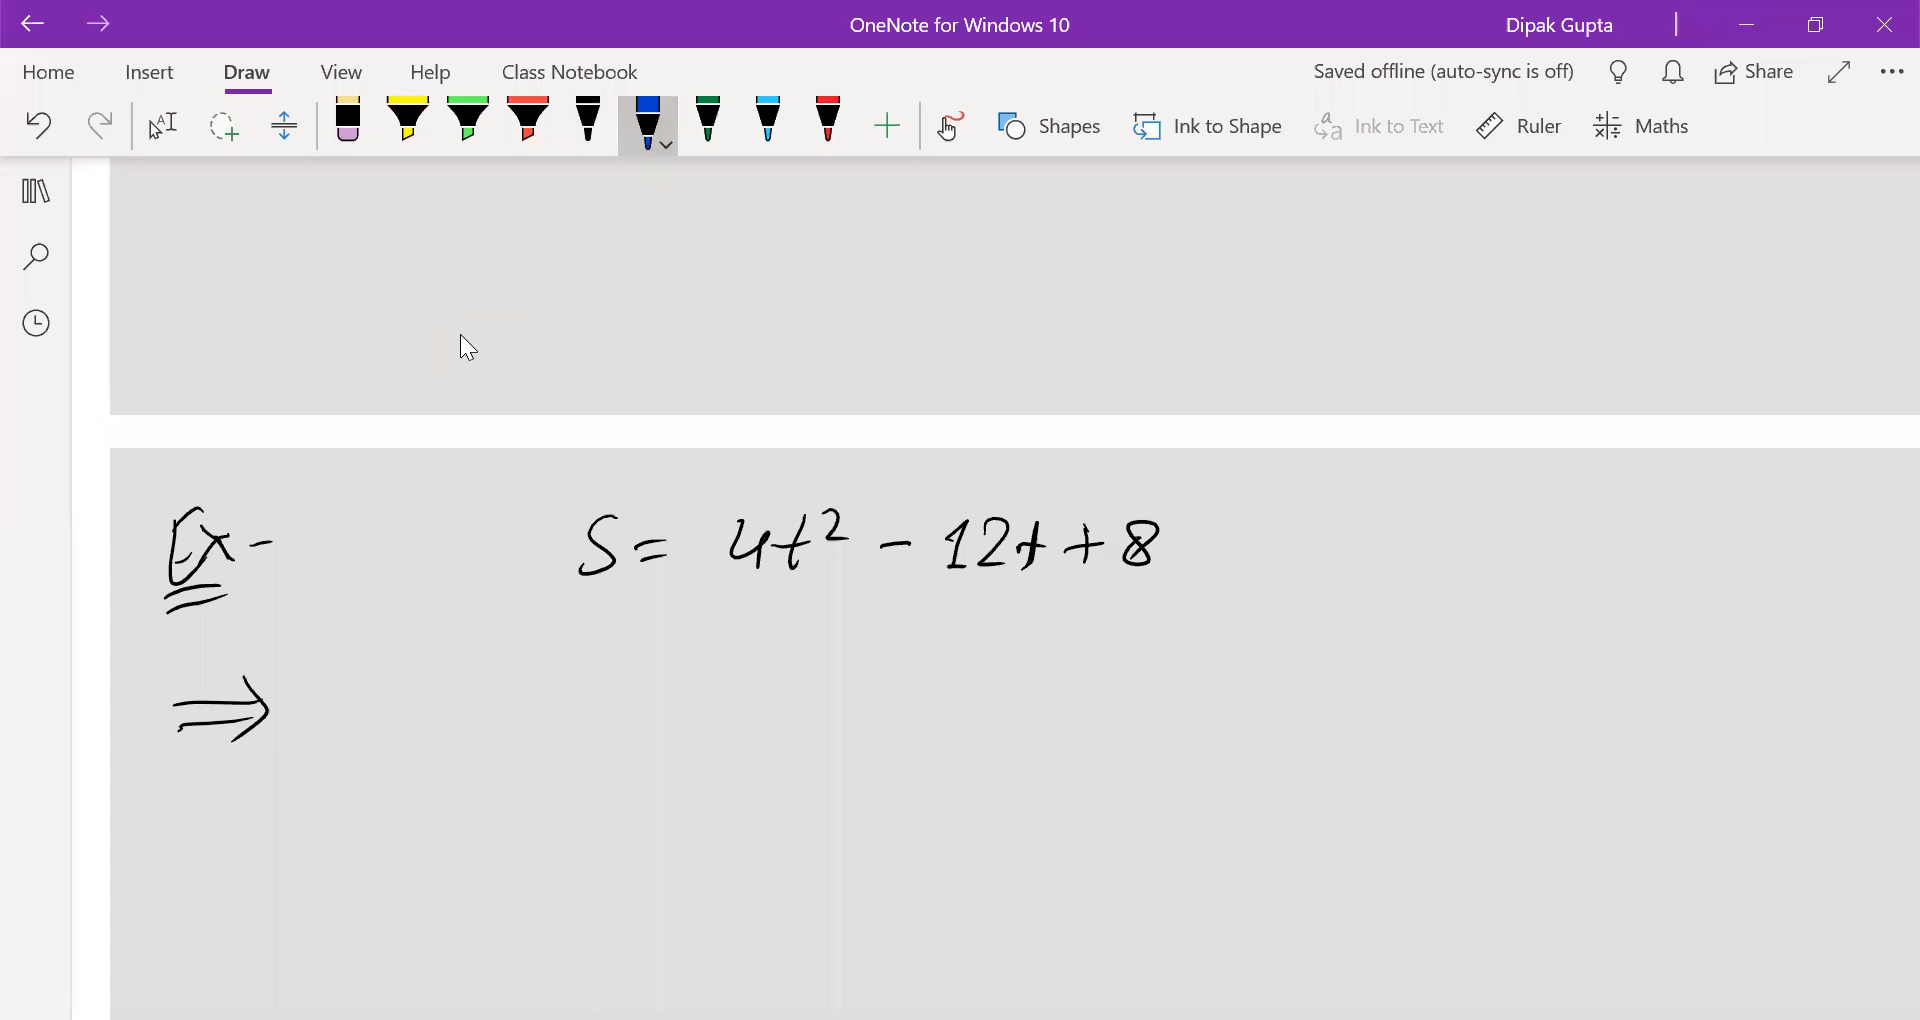 OneNote for Windows 10
Dipak Gupta
Home Insert Draw View Help Class Notebook
Saved offline (auto-sync is off) Share
Shapes Ink to Shape Ink to Text Ruler Maths
Ex - S = 4t² - 12t + 8
⇒